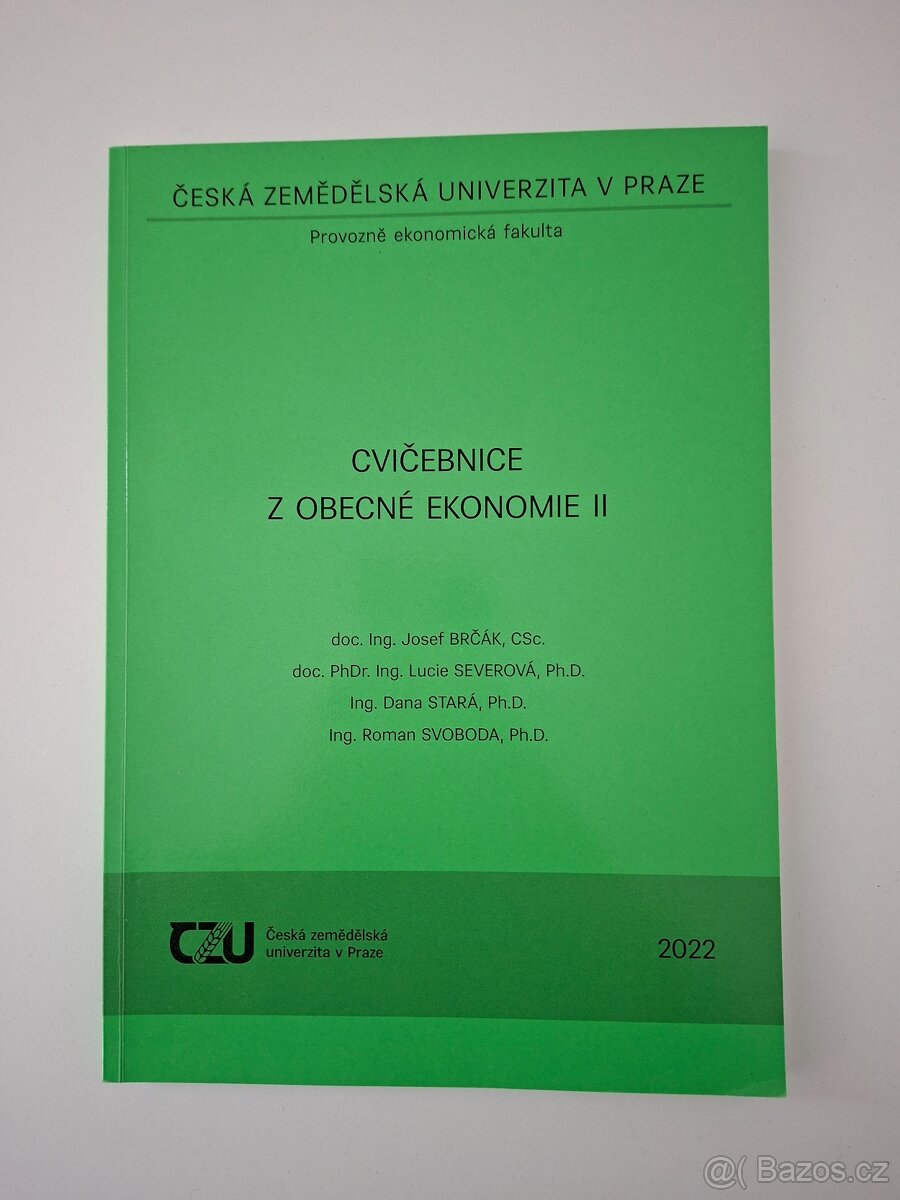 ČESKÁ ZEMĚDĚLSKÁ UNIVERZITA V PRAZE
Provozně ekonomická fakulta
CVIČEBNICE
Z OBECNÉ EKONOMIE II
doc. Ing. Josef BRČÁK, CSc.
doc. PhDr. Ing. Lucie SEVEROVÁ, Ph.D.
Ing. Dana STARÁ, Ph.D.
Ing. Roman SVOBODA, Ph.D.
CZU Česká zemědělská
univerzita v Praze
2022
@( Bazos.cz